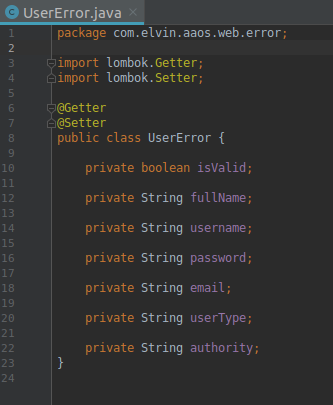 UserError.java ×
1 package com.elvin.aaos.web.error;
2
3 import lombok.Getter;
4 import lombok.Setter;
5
6 @Getter
7 @Setter
8 public class UserError {
9
10     private boolean isValid;
11
12     private String fullName;
13
14     private String username;
15
16     private String password;
17
18     private String email;
19
20     private String userType;
21
22     private String authority;
23 }
24